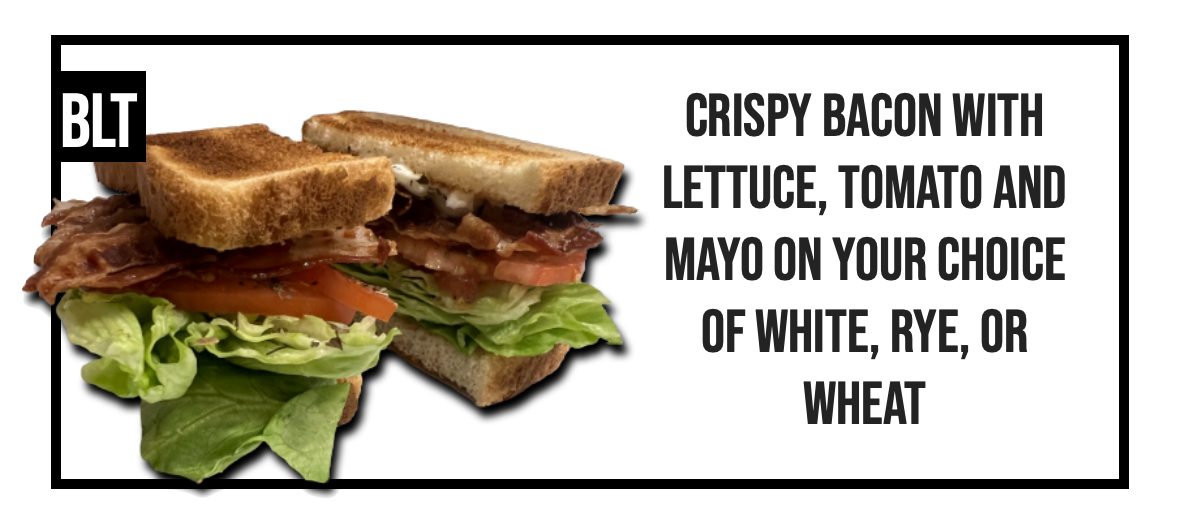 BLT
CRISPY BACON WITH
LETTUCE, TOMATO AND
MAYO ON YOUR CHOICE
OF WHITE, RYE, OR
WHEAT